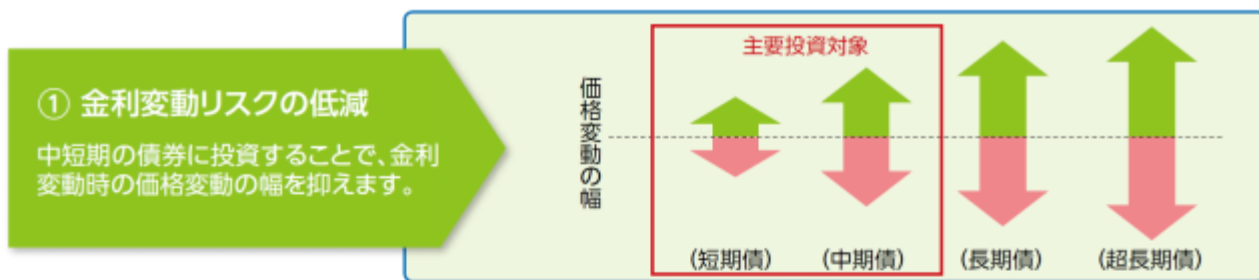 ① 金利変動リスクの低減
中短期の債券に投資することで、金利
変動時の価格変動の幅を抑えます。
主要投資対象
価格変動の幅
(短期債)
(中期債)
(長期債)
(超長期債)